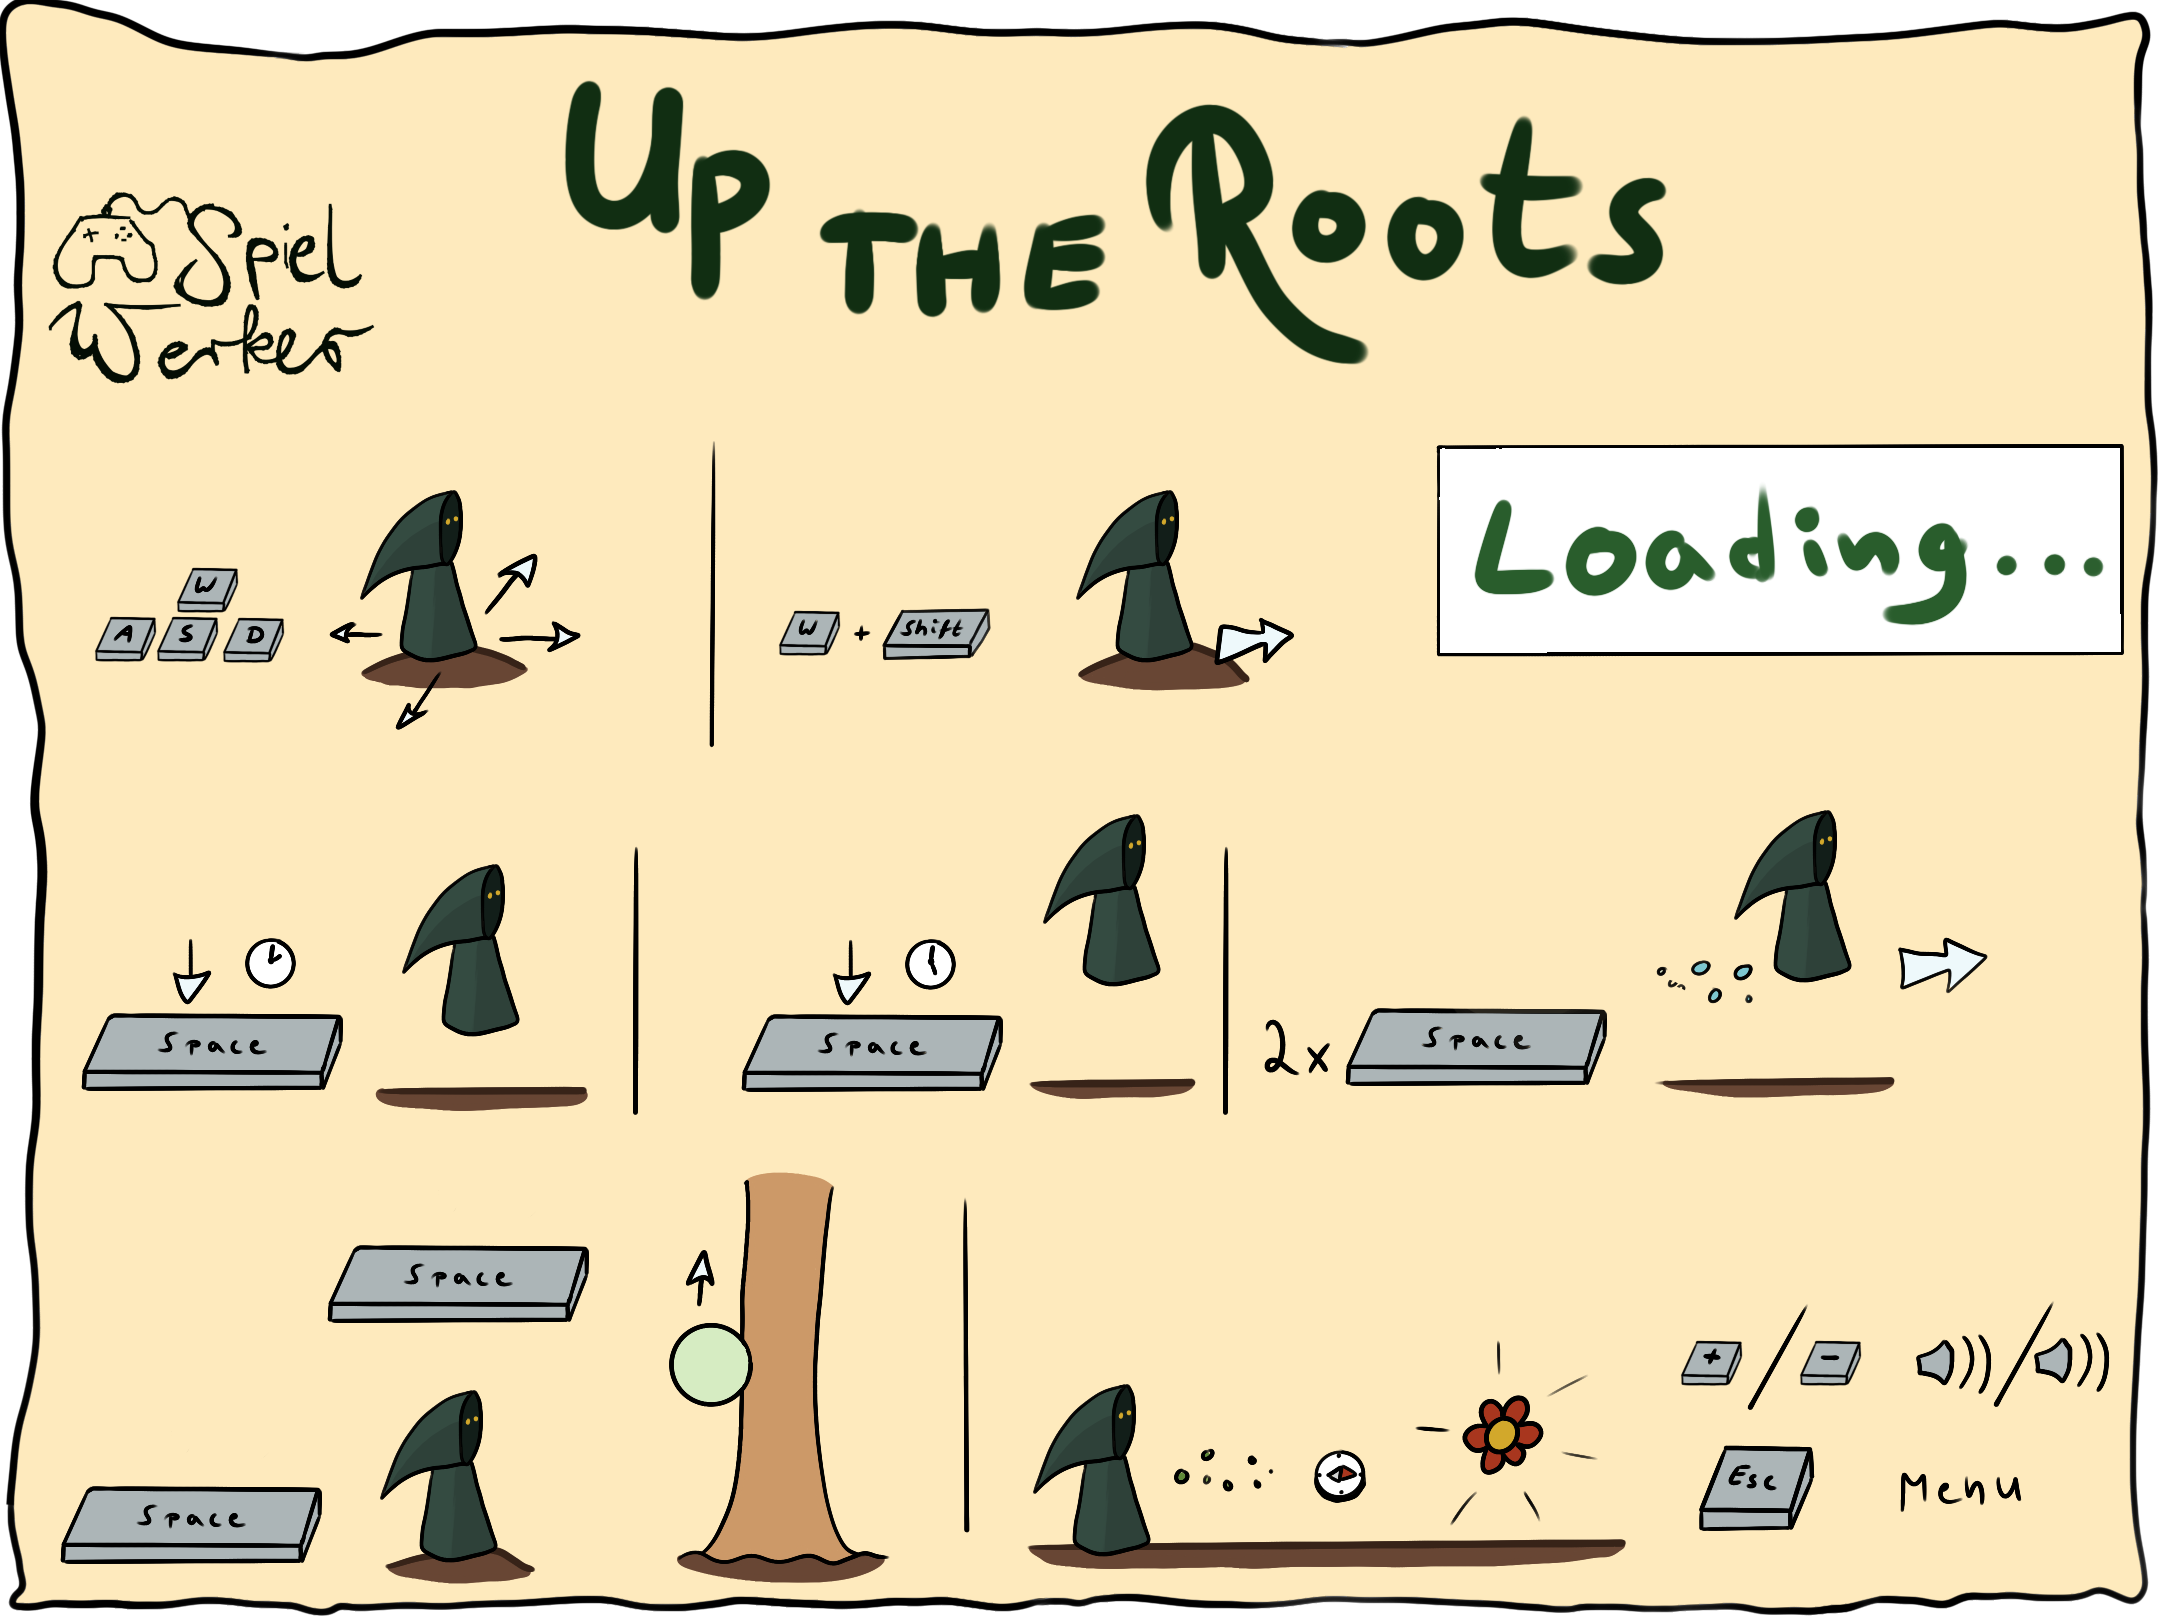 Up THE Roots
Spiel
Werker
Loading...
W
A S D
W + Shift
Space
Space
2x Space
Space
Space
+ / -
Esc Menu